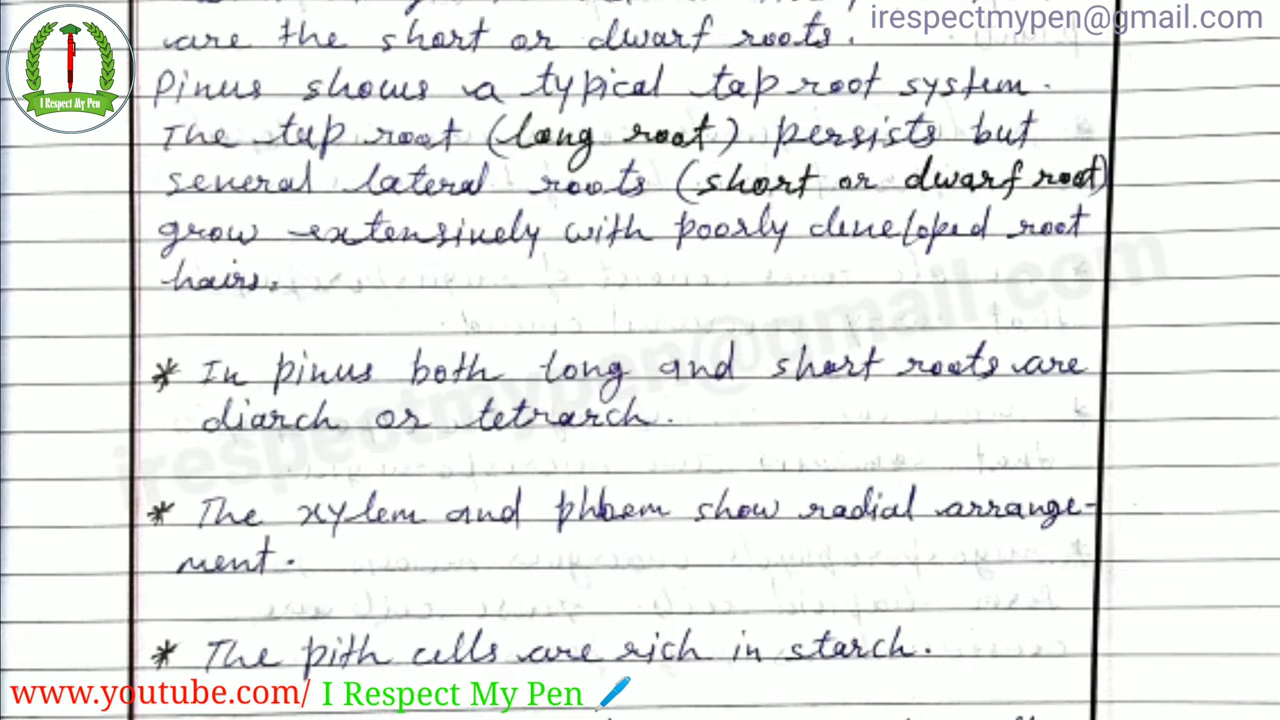 irespectmypen@gmail.com
are the short or dwarf roots.
I Respect My Pen
Pinus shows a typical tap root system.
The tap root (long root) persists but
several lateral roots (short or dwarf root)
grow extensively with poorly developed root
hairs.
irespectmypen@gmail.com
* In pinus both long and short roots are
diarch or tetrarch.
* The xylem and phloem show radial arrange-
ment.
* The pith cells are rich in starch.
www.youtube.com/ I Respect My Pen